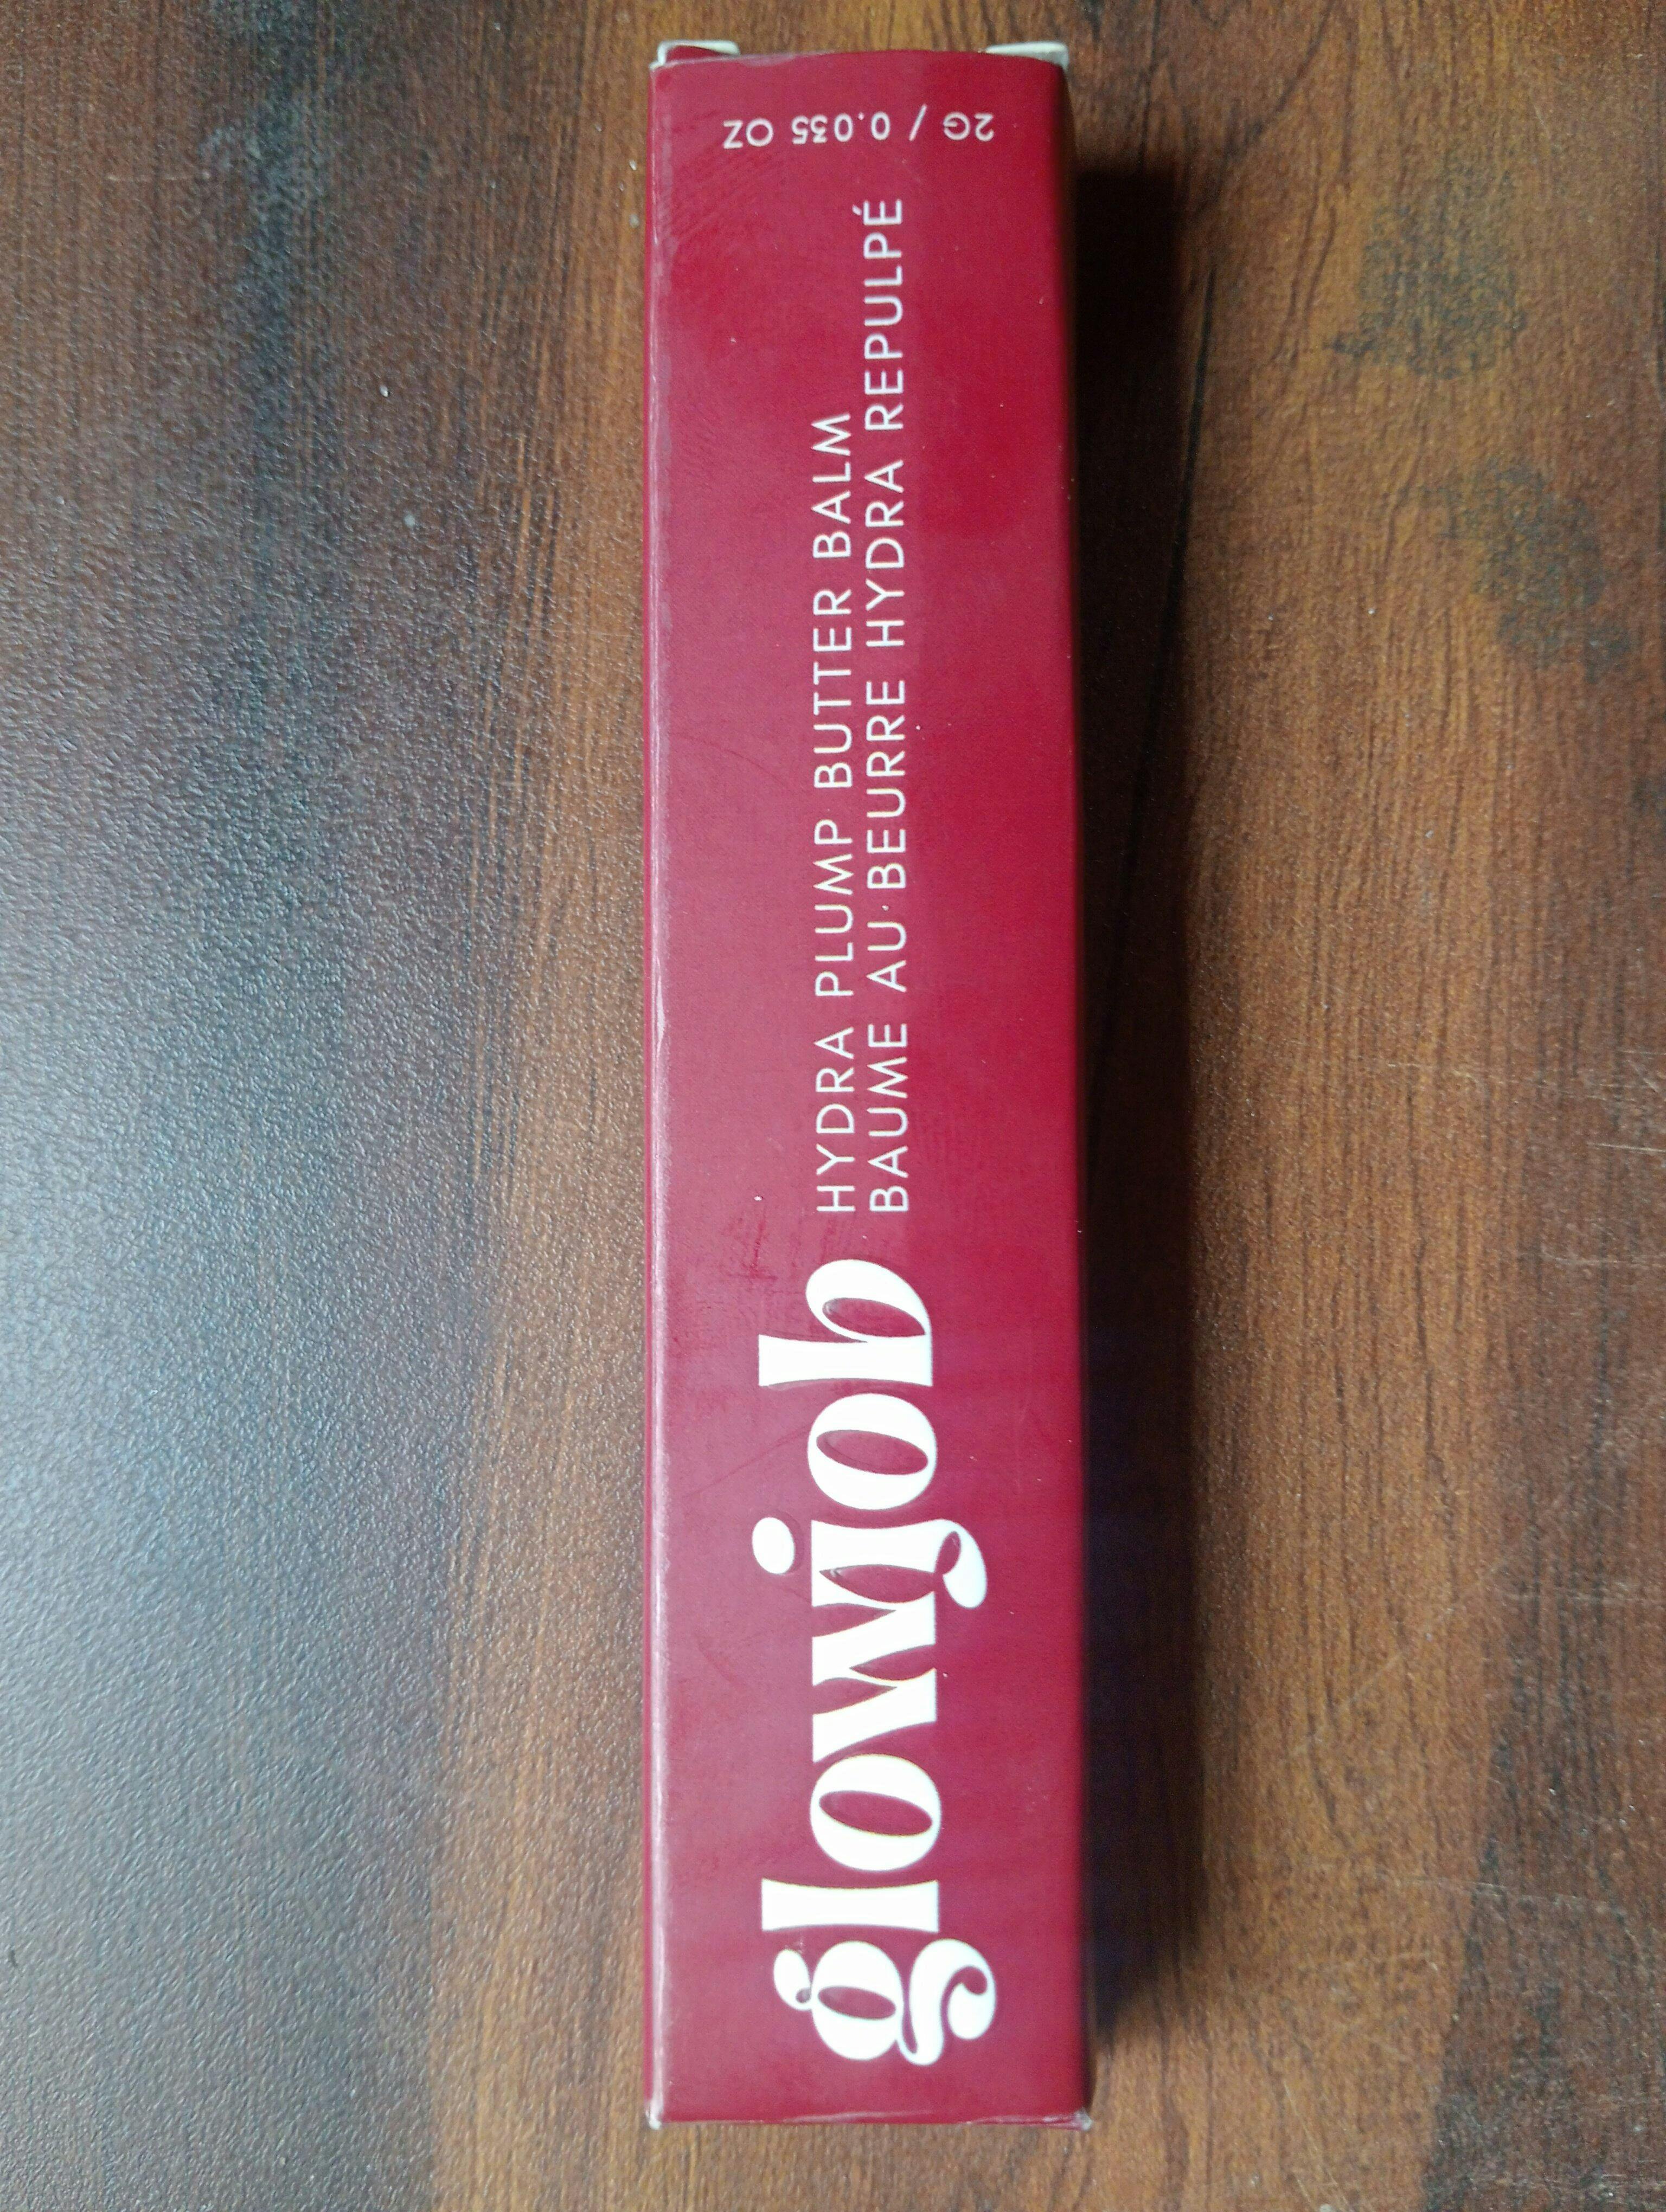 glowjob
HYDRA PLUMP BUTTER BALM
BAUME AU BEURRE HYDRA REPULPÉ
2G / 0.035 OZ